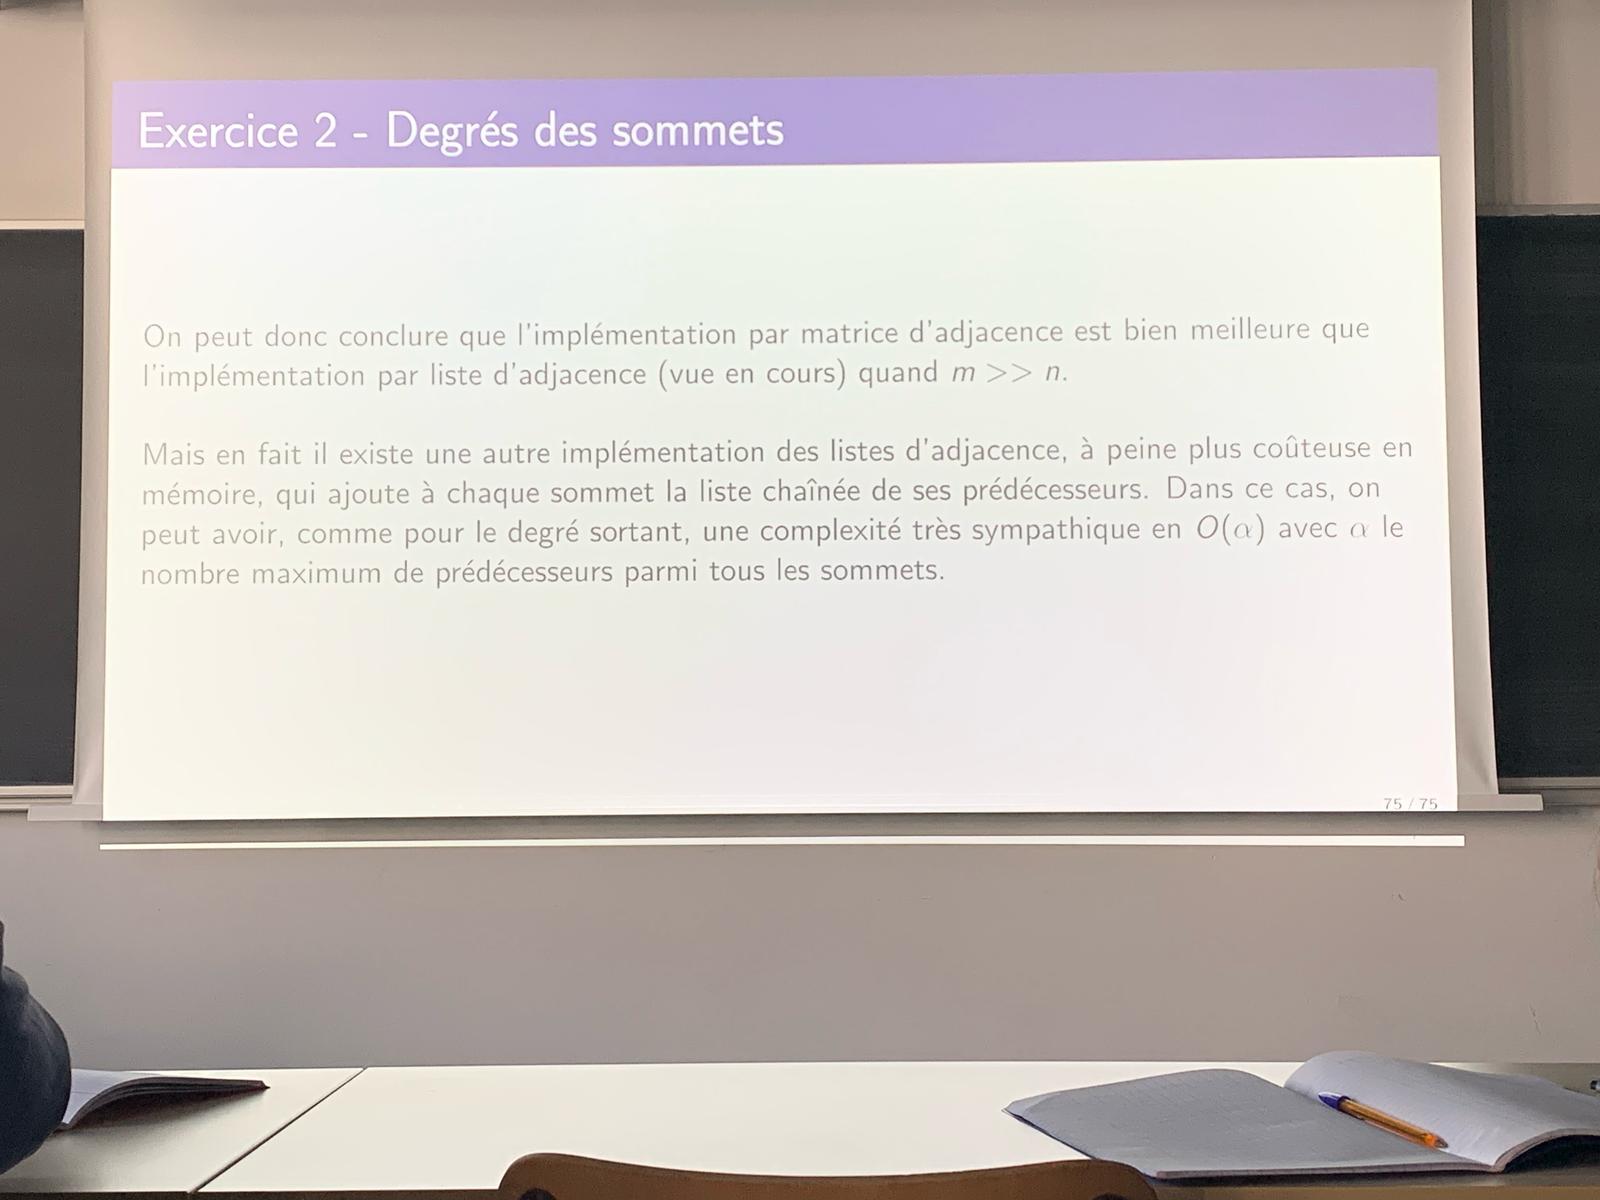 Exercice 2 - Degrés des sommets
On peut donc conclure que l'implémentation par matrice d'adjacence est bien meilleure que
l'implémentation par liste d'adjacence (vue en cours) quand m >> n.
Mais en fait il existe une autre implémentation des listes d'adjacence, à peine plus coûteuse en
mémoire, qui ajoute à chaque sommet la liste chaînée de ses prédécesseurs. Dans ce cas, on
peut avoir, comme pour le degré sortant, une complexité très sympathique en O(α) avec α le
nombre maximum de prédécesseurs parmi tous les sommets.
75 / 75